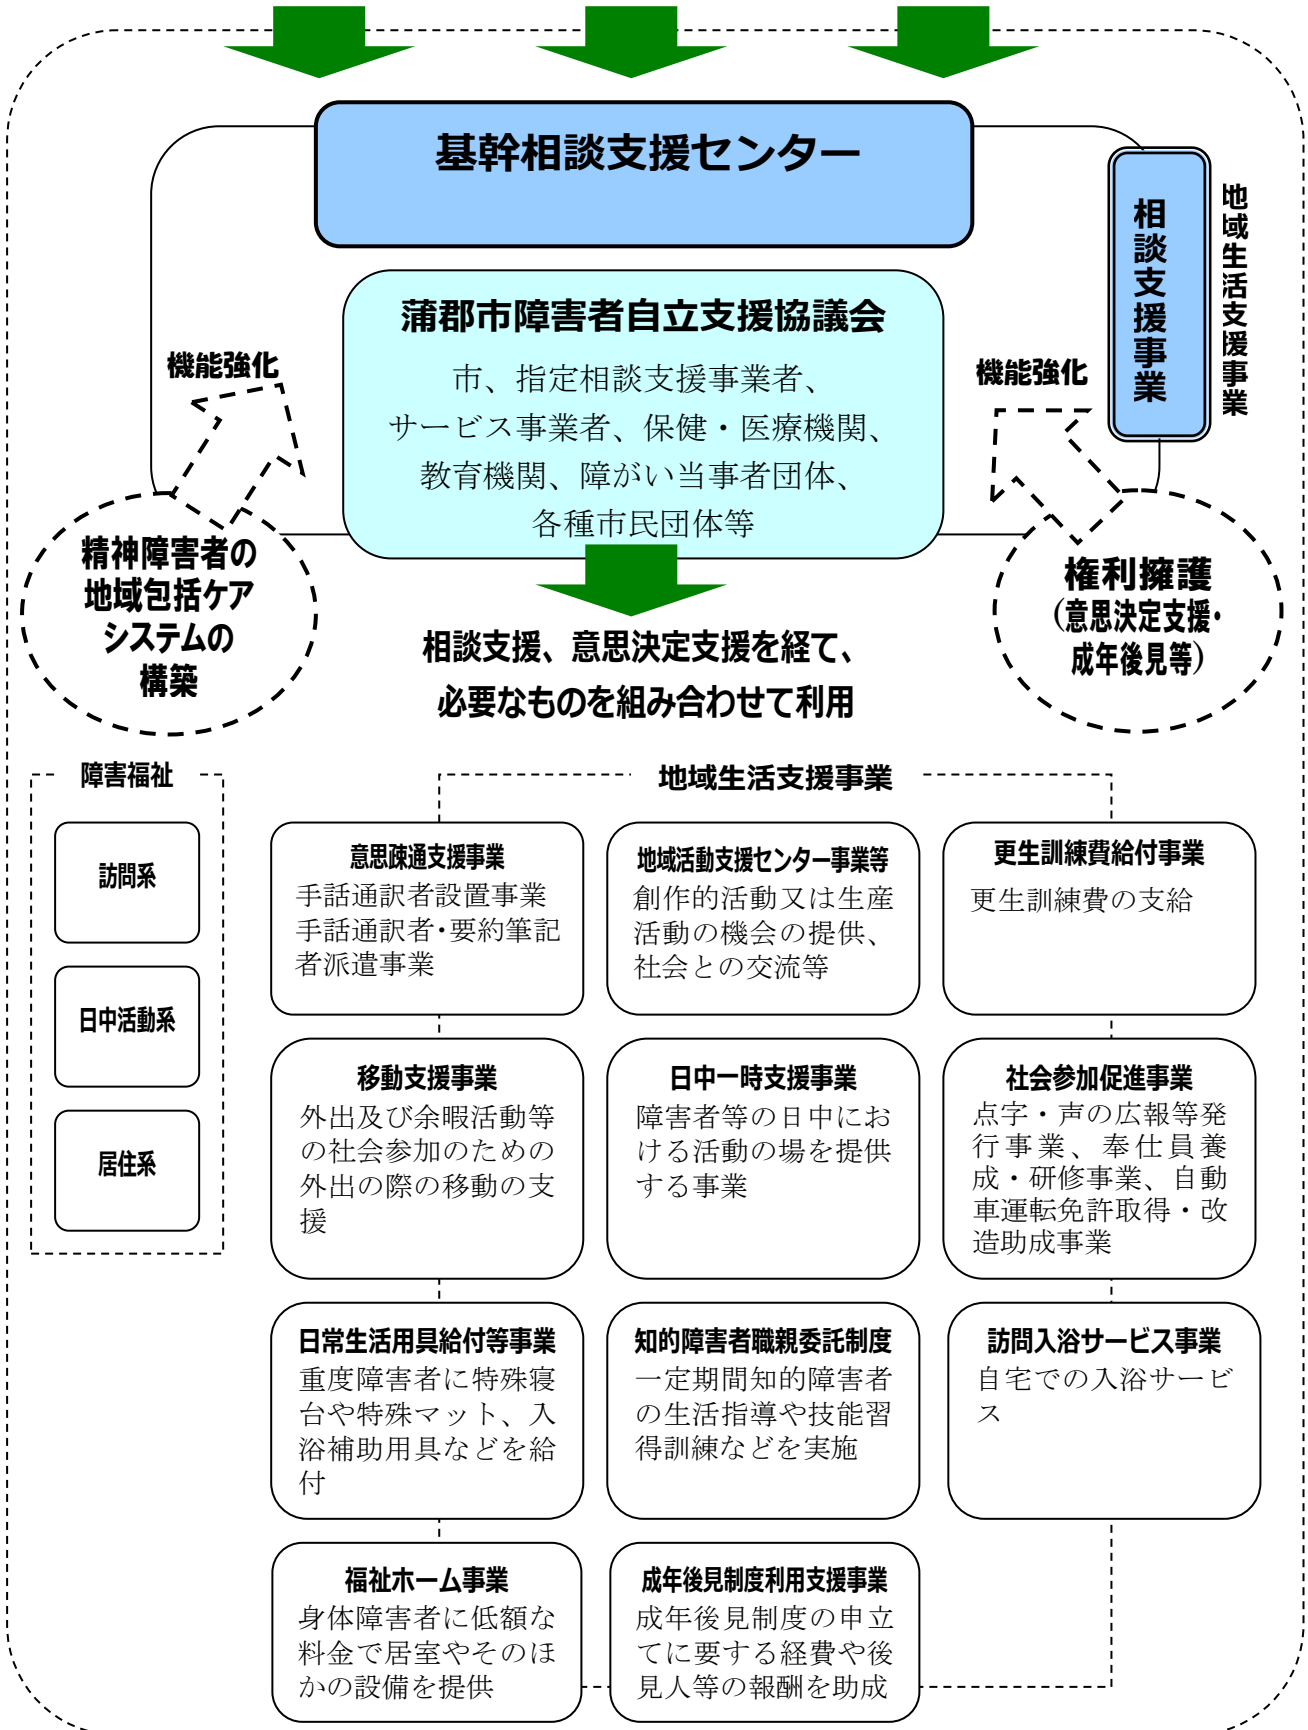 基幹相談支援センター
相談支援事業
地域生活支援事業
蒲郡市障害者自立支援協議会
市、指定相談支援事業者、
サービス事業者、保健・医療機関、
教育機関、障がい当事者団体、
各種市民団体等
機能強化
機能強化
精神障害者の
地域包括ケア
システムの
構築
権利擁護
(意思決定支援・
成年後見等)
相談支援、意思決定支援を経て、
必要なものを組み合わせて利用
障害福祉
訪問系
日中活動系
居住系
地域生活支援事業
意思疎通支援事業
手話通訳者設置事業
手話通訳者・要約筆記
者派遣事業
地域活動支援センター事業等
創作的活動又は生産
活動の機会の提供、
社会との交流等
更生訓練費給付事業
更生訓練費の支給
移動支援事業
外出及び余暇活動等
の社会参加のための
外出の際の移動の支
援
日中一時支援事業
障害者等の日中にお
ける活動の場を提供
する事業
社会参加促進事業
点字・声の広報等発
行事業、奉仕員養
成・研修事業、自動
車運転免許取得・改
造助成事業
日常生活用具給付等事業
重度障害者に特殊寝
台や特殊マット、入
浴補助用具などを給
付
知的障害者職親委託制度
一定期間知的障害者
の生活指導や技能習
得訓練などを実施
訪問入浴サービス事業
自宅での入浴サービ
ス
福祉ホーム事業
身体障害者に低額な
料金で居室やそのほ
かの設備を提供
成年後見制度利用支援事業
成年後見制度の申立
てに要する経費や後
見人等の報酬を助成